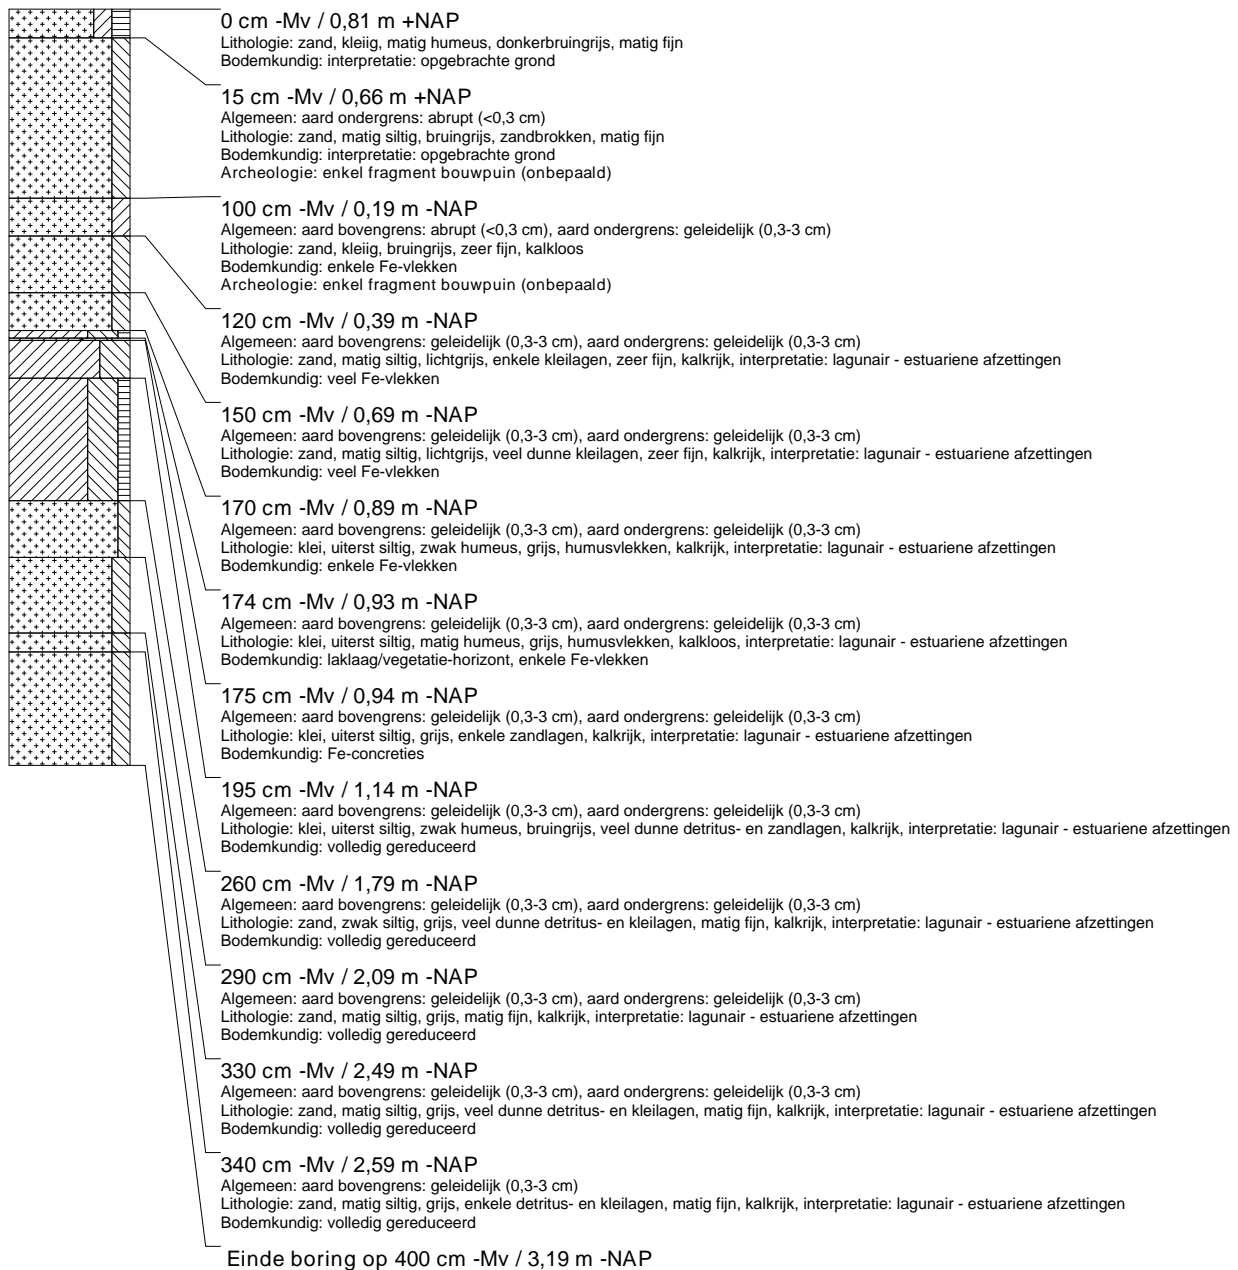 0 cm -Mv / 0,81 m +NAP
Lithologie: zand, kleiig, matig humeus, donkerbruingrijs, matig fijn
Bodemkundig: interpretatie: opgebrachte grond
15 cm -Mv / 0,66 m +NAP
Algemeen: aard ondergrens: abrupt (<0,3 cm)
Lithologie: zand, matig siltig, bruingrijs, zandbrokken, matig fijn
Bodemkundig: interpretatie: opgebrachte grond
Archeologie: enkel fragment bouwpuin (onbepaald)
100 cm -Mv / 0,19 m -NAP
Algemeen: aard bovengrens: abrupt (<0,3 cm), aard ondergrens: geleidelijk (0,3-3 cm)
Lithologie: zand, kleiig, bruingrijs, zeer fijn, kalkloos
Bodemkundig: enkele Fe-vlekken
Archeologie: enkel fragment bouwpuin (onbepaald)
120 cm -Mv / 0,39 m -NAP
Algemeen: aard bovengrens: geleidelijk (0,3-3 cm), aard ondergrens: geleidelijk (0,3-3 cm)
Lithologie: zand, matig siltig, lichtgrijs, enkele kleilagen, zeer fijn, kalkrijk, interpretatie: lagunair - estuariene afzettingen
Bodemkundig: veel Fe-vlekken
150 cm -Mv / 0,69 m -NAP
Algemeen: aard bovengrens: geleidelijk (0,3-3 cm), aard ondergrens: geleidelijk (0,3-3 cm)
Lithologie: zand, matig siltig, lichtgrijs, veel dunne kleilagen, zeer fijn, kalkrijk, interpretatie: lagunair - estuariene afzettingen
Bodemkundig: veel Fe-vlekken
170 cm -Mv / 0,89 m -NAP
Algemeen: aard bovengrens: geleidelijk (0,3-3 cm), aard ondergrens: geleidelijk (0,3-3 cm)
Lithologie: klei, uiterst siltig, zwak humeus, grijs, humusvlekken, kalkrijk, interpretatie: lagunair - estuariene afzettingen
Bodemkundig: enkele Fe-vlekken
174 cm -Mv / 0,93 m -NAP
Algemeen: aard bovengrens: geleidelijk (0,3-3 cm), aard ondergrens: geleidelijk (0,3-3 cm)
Lithologie: klei, uiterst siltig, matig humeus, grijs, humusvlekken, kalkloos, interpretatie: lagunair - estuariene afzettingen
Bodemkundig: laklaag/vegetatie-horizont, enkele Fe-vlekken
175 cm -Mv / 0,94 m -NAP
Algemeen: aard bovengrens: geleidelijk (0,3-3 cm), aard ondergrens: geleidelijk (0,3-3 cm)
Lithologie: klei, uiterst siltig, grijs, enkele zandlagen, kalkrijk, interpretatie: lagunair - estuariene afzettingen
Bodemkundig: Fe-concreties
195 cm -Mv / 1,14 m -NAP
Algemeen: aard bovengrens: geleidelijk (0,3-3 cm), aard ondergrens: geleidelijk (0,3-3 cm)
Lithologie: klei, uiterst siltig, zwak humeus, bruingrijs, veel dunne detritus- en zandlagen, kalkrijk, interpretatie: lagunair - estuariene afzettingen
Bodemkundig: volledig gereduceerd
260 cm -Mv / 1,79 m -NAP
Algemeen: aard bovengrens: geleidelijk (0,3-3 cm), aard ondergrens: geleidelijk (0,3-3 cm)
Lithologie: zand, zwak siltig, grijs, veel dunne detritus- en kleilagen, matig fijn, kalkrijk, interpretatie: lagunair - estuariene afzettingen
Bodemkundig: volledig gereduceerd
290 cm -Mv / 2,09 m -NAP
Algemeen: aard bovengrens: geleidelijk (0,3-3 cm), aard ondergrens: geleidelijk (0,3-3 cm)
Lithologie: zand, matig siltig, grijs, matig fijn, kalkrijk, interpretatie: lagunair - estuariene afzettingen
Bodemkundig: volledig gereduceerd
330 cm -Mv / 2,49 m -NAP
Algemeen: aard bovengrens: geleidelijk (0,3-3 cm), aard ondergrens: geleidelijk (0,3-3 cm)
Lithologie: zand, matig siltig, grijs, veel dunne detritus- en kleilagen, matig fijn, kalkrijk, interpretatie: lagunair - estuariene afzettingen
Bodemkundig: volledig gereduceerd
340 cm -Mv / 2,59 m -NAP
Algemeen: aard bovengrens: geleidelijk (0,3-3 cm)
Lithologie: zand, matig siltig, grijs, enkele detritus- en kleilagen, matig fijn, kalkrijk, interpretatie: lagunair - estuariene afzettingen
Bodemkundig: volledig gereduceerd
Einde boring op 400 cm -Mv / 3,19 m -NAP